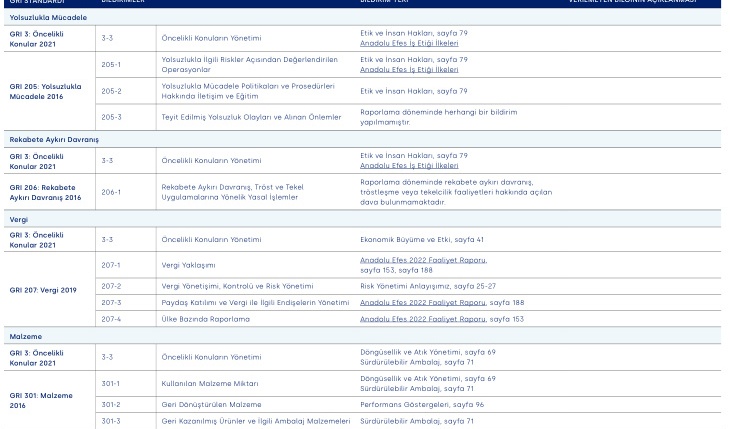 GRI STANDARDI BİLDİRİMLER BİLDİRİM YERİ VERİLMEYEN BİLGİNİN AÇIKLANMASI
Yolsuzlukla Mücadele
GRI 3: Öncelikli
Konular 2021
3-3
Öncelikli Konuların Yönetimi
Etik ve İnsan Hakları, sayfa 79
Anadolu Efes İş Etiği İlkeleri
GRI 205: Yolsuzlukla
Mücadele 2016
205-1
Yolsuzlukla İlgili Riskler Açısından Değerlendirilen
Operasyonlar
Etik ve İnsan Hakları, sayfa 79
Anadolu Efes İş Etiği İlkeleri
205-2
Yolsuzlukla Mücadele Politikaları ve Prosedürleri
Hakkında İletişim ve Eğitim
Etik ve İnsan Hakları, sayfa 79
205-3
Teyit Edilmiş Yolsuzluk Olayları ve Alınan Önlemler
Raporlama döneminde herhangi bir bildirim
yapılmamıştır.
Rekabete Aykırı Davranış
GRI 3: Öncelikli
Konular 2021
3-3
Öncelikli Konuların Yönetimi
Etik ve İnsan Hakları, sayfa 79
Anadolu Efes İş Etiği İlkeleri
GRI 206: Rekabete
Aykırı Davranış 2016
206-1
Rekabete Aykırı Davranış, Tröst ve Tekel
Uygulamalarına Yönelik Yasal İşlemler
Raporlama döneminde rekabete aykırı davranış,
tröstleşme veya tekelcilik faaliyetleri hakkında açılan
dava bulunmamaktadır.
Vergi
GRI 3: Öncelikli
Konular 2021
3-3
Öncelikli Konuların Yönetimi
Ekonomik Büyüme ve Etki, sayfa 41
GRI 207: Vergi 2019
207-1
Vergi Yaklaşımı
Anadolu Efes 2022 Faaliyet Raporu,
sayfa 153, sayfa 188
207-2
Vergi Yönetişimi, Kontrolü ve Risk Yönetimi
Risk Yönetimi Anlayışımız, sayfa 25-27
207-3
Paydaş Katılımı ve Vergi ile İlgili Endişelerin Yönetimi
Anadolu Efes 2022 Faaliyet Raporu, sayfa 188
207-4
Ülke Bazında Raporlama
Anadolu Efes 2022 Faaliyet Raporu, sayfa 153
Malzeme
GRI 3: Öncelikli
Konular 2021
3-3
Öncelikli Konuların Yönetimi
Döngüsellik ve Atık Yönetimi, sayfa 69
Sürdürülebilir Ambalaj, sayfa 71
GRI 301: Malzeme
2016
301-1
Kullanılan Malzeme Miktarı
Döngüsellik ve Atık Yönetimi, sayfa 69
Sürdürülebilir Ambalaj, sayfa 71
301-2
Geri Dönüştürülen Malzeme
Performans Göstergeleri, sayfa 96
301-3
Geri Kazanılmış Ürünler ve İlgili Ambalaj Malzemeleri
Sürdürülebilir Ambalaj, sayfa 71